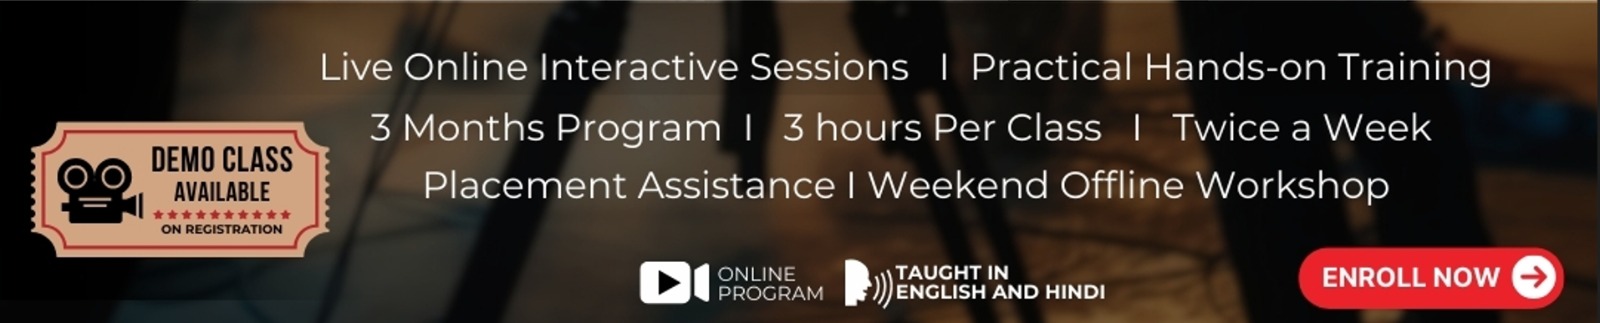 Live Online Interactive Sessions I Practical Hands-on Training
3 Months Program I 3 hours Per Class I Twice a Week
Placement Assistance I Weekend Offline Workshop
DEMO CLASS
AVAILABLE
ON REGISTRATION
ONLINE
PROGRAM
TAUGHT IN
ENGLISH AND HINDI
ENROLL NOW